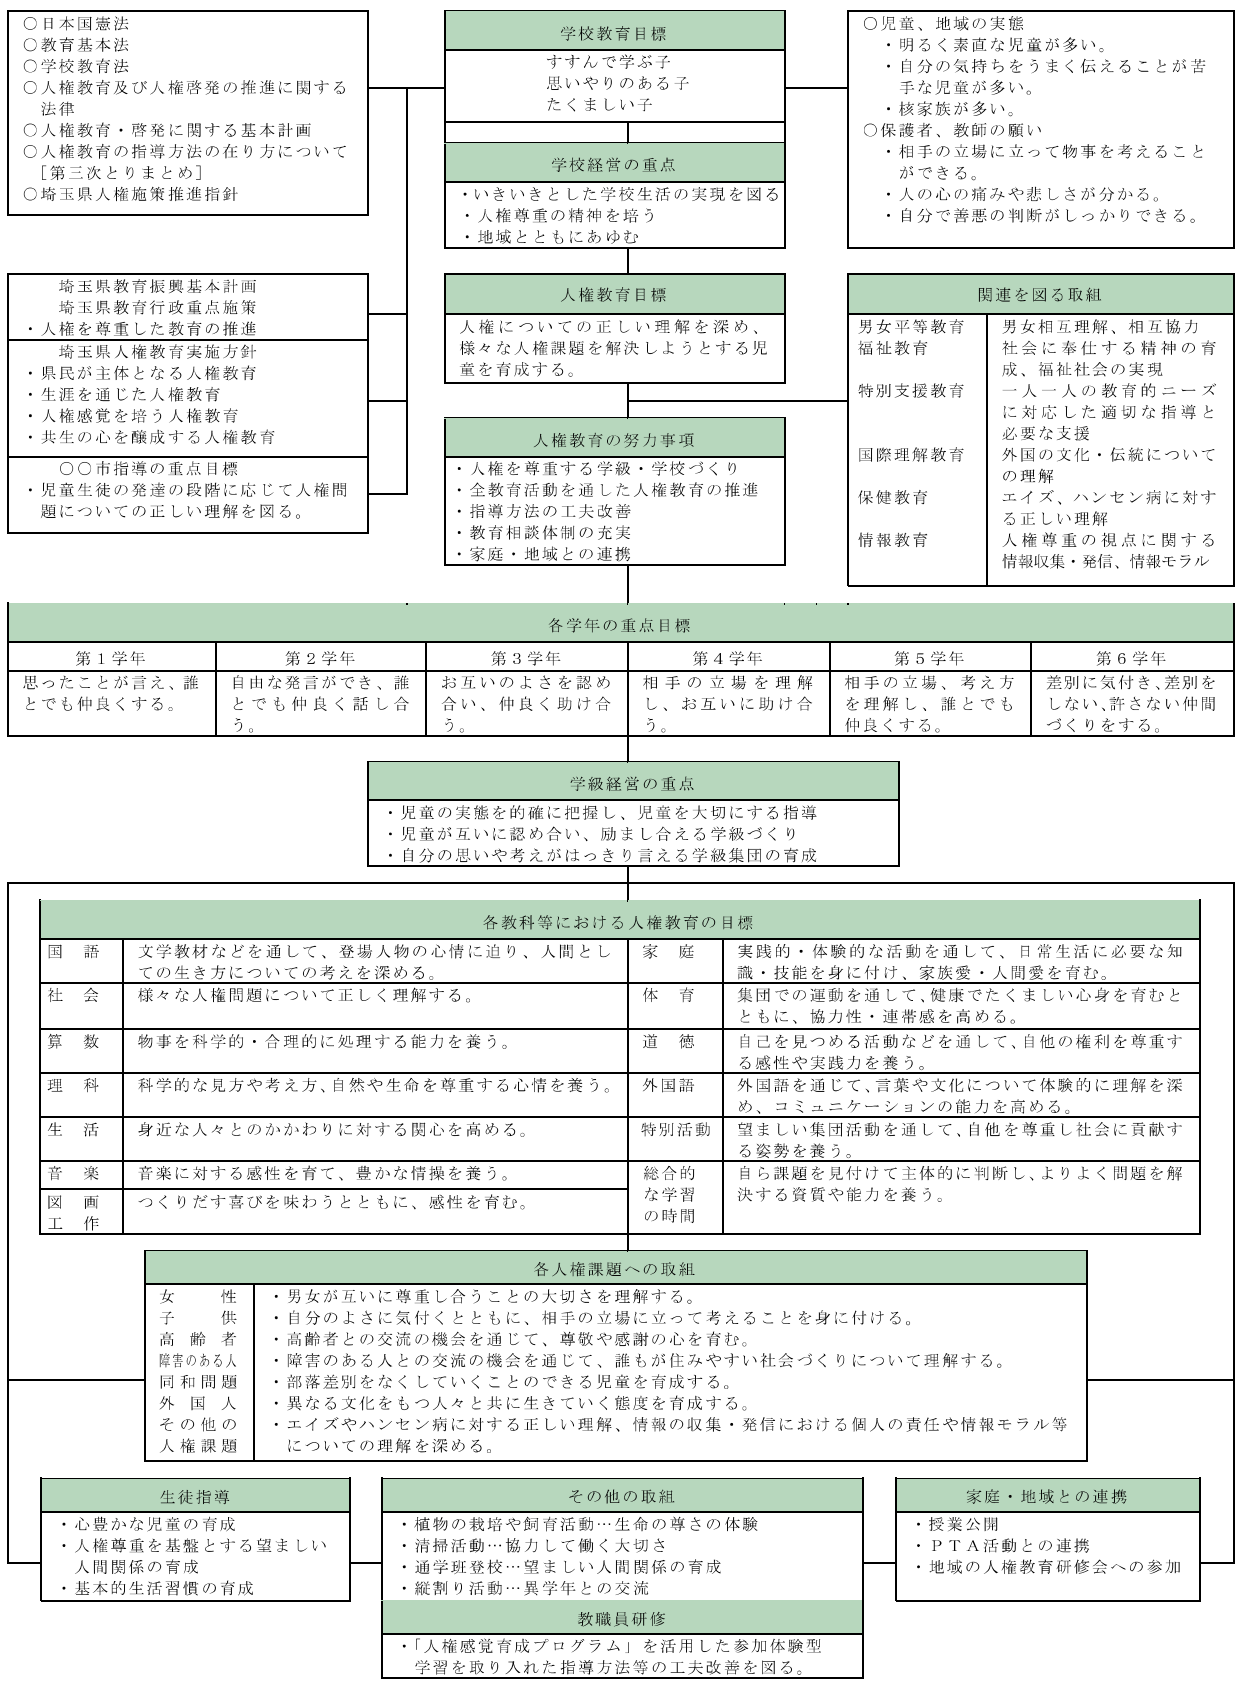 ○日本国憲法
○教育基本法
○学校教育法
○人権教育及び人権啓発の推進に関する
法律
○人権教育・啓発に関する基本計画
○人権教育の指導方法の在り方について
［第三次とりまとめ］
○埼玉県人権施策推進指針
学校教育目標
すすんで学ぶ子
思いやりのある子
たくましい子
学校経営の重点
・いきいきとした学校生活の実現を図る
・人権尊重の精神を培う
・地域とともにあゆむ
○児童、地域の実態
・明るく素直な児童が多い。
・自分の気持ちをうまく伝えることが苦
手な児童が多い。
・核家族が多い。
○保護者、教師の願い
・相手の立場に立って物事を考えること
ができる。
・人の心の痛みや悲しさが分かる。
・自分で善悪の判断がしっかりできる。
埼玉県教育振興基本計画
埼玉県教育行政重点施策
・人権を尊重した教育の推進
埼玉県人権教育実施方針
・県民が主体となる人権教育
・生涯を通じた人権教育
・人権感覚を培う人権教育
・共生の心を醸成する人権教育
○○市指導の重点目標
・児童生徒の発達の段階に応じて人権問
題についての正しい理解を図る。
人権教育目標
人権についての正しい理解を深め、
様々な人権課題を解決しようとする児
童を育成する。
人権教育の努力事項
・人権を尊重する学級・学校づくり
・全教育活動を通した人権教育の推進
・指導方法の工夫改善
・教育相談体制の充実
・家庭・地域との連携
関連を図る取組
男女平等教育 男女相互理解、相互協力
福祉教育 社会に奉仕する精神の育
成、福祉社会の実現
特別支援教育 一人一人の教育的ニーズ
に対応した適切な指導と
必要な支援
国際理解教育 外国の文化・伝統について
の理解
保健教育 エイズ、ハンセン病に対す
る正しい理解
情報教育 人権尊重の視点に関する
情報収集・発信、情報モラル
各学年の重点目標
第１学年
思ったことが言え、誰
とでも仲良くする。
第２学年
自由な発言ができ、誰
とでも仲良く話し合
う。
第３学年
お互いのよさを認め
合い、仲良く助け合
う。
第４学年
相手の立場を理解
し、お互いに助け合
う。
第５学年
相手の立場、考え方
を理解し、誰とでも
仲良くする。
第６学年
差別に気付き、差別を
しない、許さない仲間
づくりをする。
学級経営の重点
・児童の実態を的確に把握し、児童を大切にする指導
・児童が互いに認め合い、励まし合える学級づくり
・自分の思いや考えがはっきり言える学級集団の育成
各教科等における人権教育の目標
国　語 文学教材などを通して、登場人物の心情に迫り、人間とし
ての生き方についての考えを深める。
社　会 様々な人権問題について正しく理解する。
算　数 物事を科学的・合理的に処理する能力を養う。
理　科 科学的な見方や考え方、自然や生命を尊重する心情を養う。
生　活 身近な人々とのかかわりに対する関心を高める。
音　楽 音楽に対する感性を育て、豊かな情操を養う。
図　画 つくりだす喜びを味わうとともに、感性を育む。
工　作
家　庭 実践的・体験的な活動を通して、日常生活に必要な知
識・技能を身に付け、家族愛・人間愛を育む。
体　育 集団での運動を通して、健康でたくましい心身を育むと
ともに、協力性・連帯感を高める。
道　徳 自己を見つめる活動などを通して、自他の権利を尊重す
る感性や実践力を養う。
外国語 外国語を通じて、言葉や文化について体験的に理解を深
め、コミュニケーションの能力を高める。
特別活動 望ましい集団活動を通して、自他を尊重し社会に貢献す
る姿勢を養う。
総合的 自ら課題を見付けて主体的に判断し、よりよく問題を解
な学習 決する資質や能力を養う。
の時間
各人権課題への取組
女　　性 ・男女が互いに尊重し合うことの大切さを理解する。
子　　供 ・自分のよさに気付くとともに、相手の立場に立って考えることを身に付ける。
高 齢 者 ・高齢者との交流の機会を通じて、尊敬や感謝の心を育む。
障害のある人 ・障害のある人との交流の機会を通じて、誰もが住みやすい社会づくりについて理解する。
同和問題 ・部落差別をなくしていくことのできる児童を育成する。
外 国 人 ・異なる文化をもつ人々と共に生きていく態度を育成する。
その他の ・エイズやハンセン病に対する正しい理解、情報の収集・発信における個人の責任や情報モラル等
人権課題 についての理解を深める。
生徒指導
・心豊かな児童の育成
・人権尊重を基盤とする望ましい
人間関係の育成
・基本的生活習慣の育成
その他の取組
・植物の栽培や飼育活動…生命の尊さの体験
・清掃活動…協力して働く大切さ
・通学班登校…望ましい人間関係の育成
・縦割り活動…異学年との交流
教職員研修
・「人権感覚育成プログラム」を活用した参加体験型
学習を取り入れた指導方法等の工夫改善を図る。
家庭・地域との連携
・授業公開
・ＰＴＡ活動との連携
・地域の人権教育研修会への参加